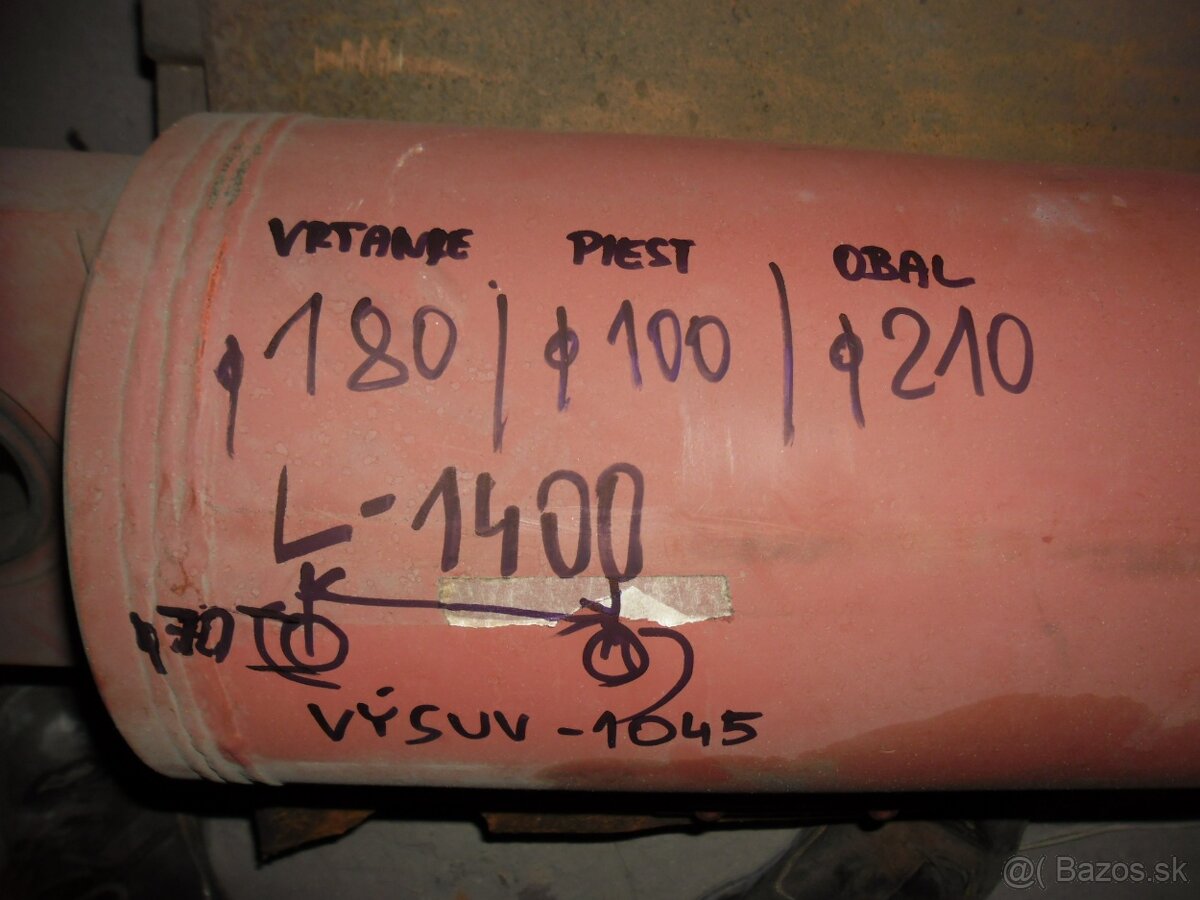 VRTANIE PIEST OBAL
ϕ180 | ϕ100 | ϕ210
L-1400
ϕ70
VÝSUV -1045
@( Bazos.sk